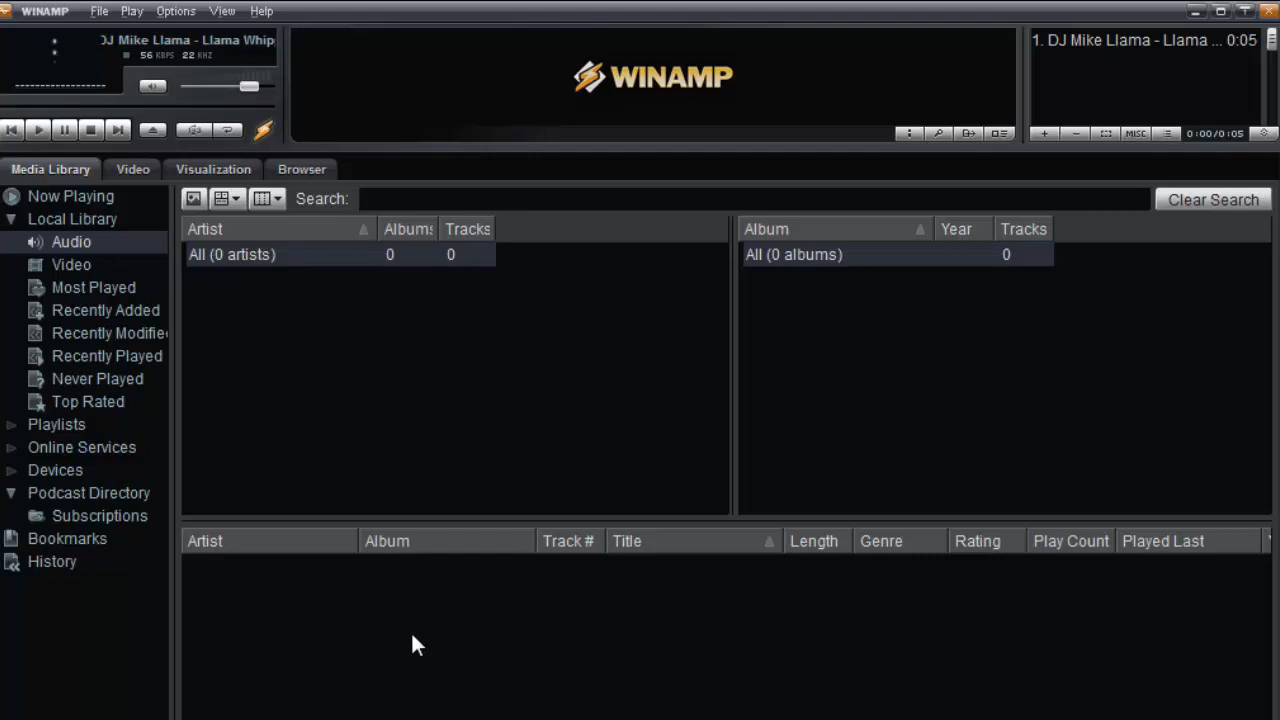 WINAMP File Play Options View Help
DJ Mike Llama - Llama Whip
56 KBPS 22 KHZ
WINAMP
1. DJ Mike Llama - Llama ... 0:05
MISC 0:00/0:05
Media Library Video Visualization Browser
Now Playing
Local Library
Audio
Video
Most Played
Recently Added
Recently Modifie
Recently Played
Never Played
Top Rated
Playlists
Online Services
Devices
Podcast Directory
Subscriptions
Bookmarks
History
Search: Clear Search
Artist Albums Tracks
All (0 artists) 0 0
Album Year Tracks
All (0 albums) 0
Artist Album Track # Title Length Genre Rating Play Count Played Last